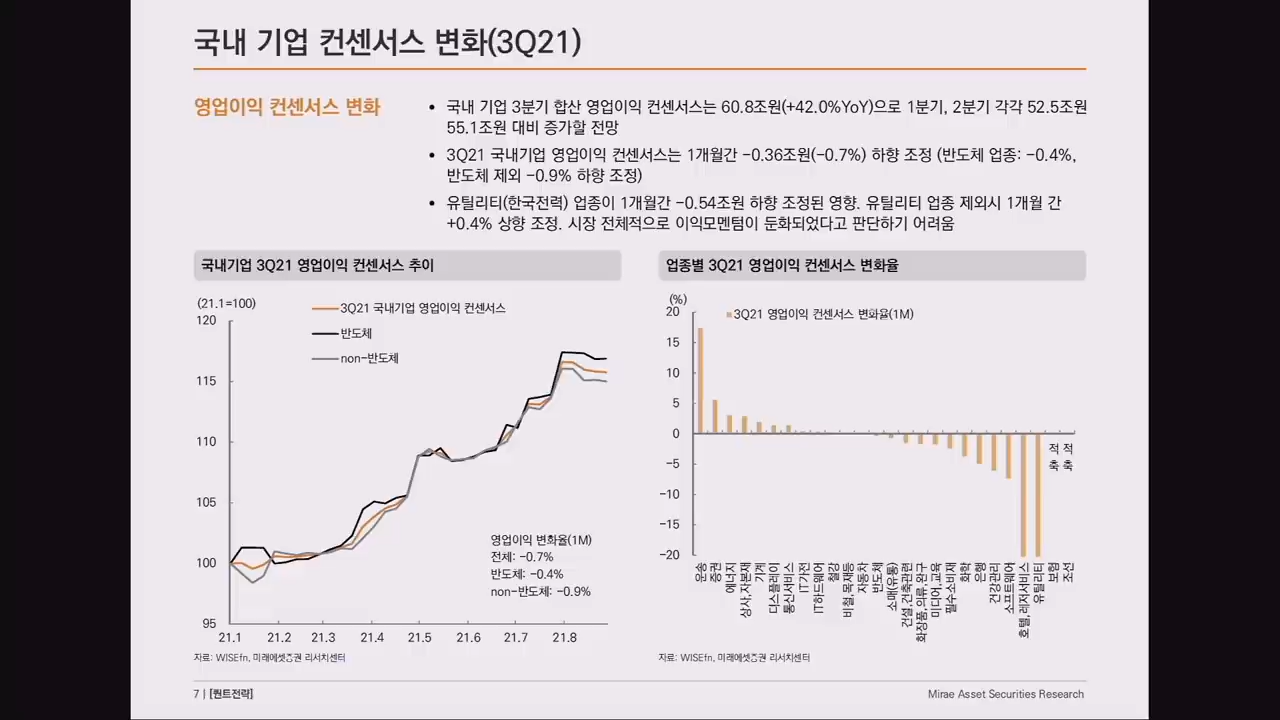 국내 기업 컨센서스 변화(3Q21)
영업이익 컨센서스 변화
• 국내 기업 3분기 합산 영업이익 컨센서스는 60.8조원(+42.0%YoY)으로 1분기, 2분기 각각 52.5조원
55.1조원 대비 증가할 전망
• 3Q21 국내기업 영업이익 컨센서스는 1개월간 -0.36조원(-0.7%) 하향 조정 (반도체 업종: -0.4%,
반도체 제외 -0.9% 하향 조정)
• 유틸리티(한국전력) 업종이 1개월간 -0.54조원 하향 조정된 영향. 유틸리티 업종 제외시 1개월 간
+0.4% 상향 조정. 시장 전체적으로 이익모멘텀이 둔화되었다고 판단하기 어려움
국내기업 3Q21 영업이익 컨센서스 추이
(21.1=100)
3Q21 국내기업 영업이익 컨센서스
반도체
non-반도체
120
115
110
105
100
95
영업이익 변화율(1M)
전체: -0.7%
반도체: -0.4%
non-반도체: -0.9%
21.1 21.2 21.3 21.4 21.5 21.6 21.7 21.8
자료: WISEfn, 미래에셋증권 리서치센터
업종별 3Q21 영업이익 컨센서스 변화율
(%)
3Q21 영업이익 컨센서스 변화율(1M)
20
15
10
5
0
-5
-10
-15
-20
적 적
축 축
운송
증권
에너지
상사,자본재
기계
디스플레이
통신서비스
IT가전
IT하드웨어
철강
비철,목재등
자동차
반도체
소매(유통)
건설,건축관련
화장품,의류,완구
미디어,교육
필수소비재
화학
은행
건강관리
소프트웨어
호텔,레저서비스
유틸리티
보험
조선
자료: WISEfn, 미래에셋증권 리서치센터
7 | [퀀트전략]
Mirae Asset Securities Research